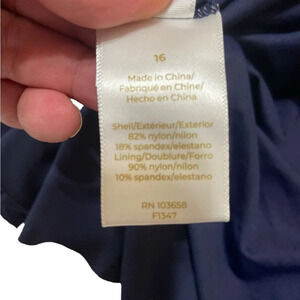 16
Made in China/
Fabriqué en Chine/
Hecho en China
Shell/Extérieur/Exterior
82% nylon/nilon
18% spandex/elastano
Lining/Doublure/Forro
90% nylon/nilon
10% spandex/elastano
RN 103658
F1347